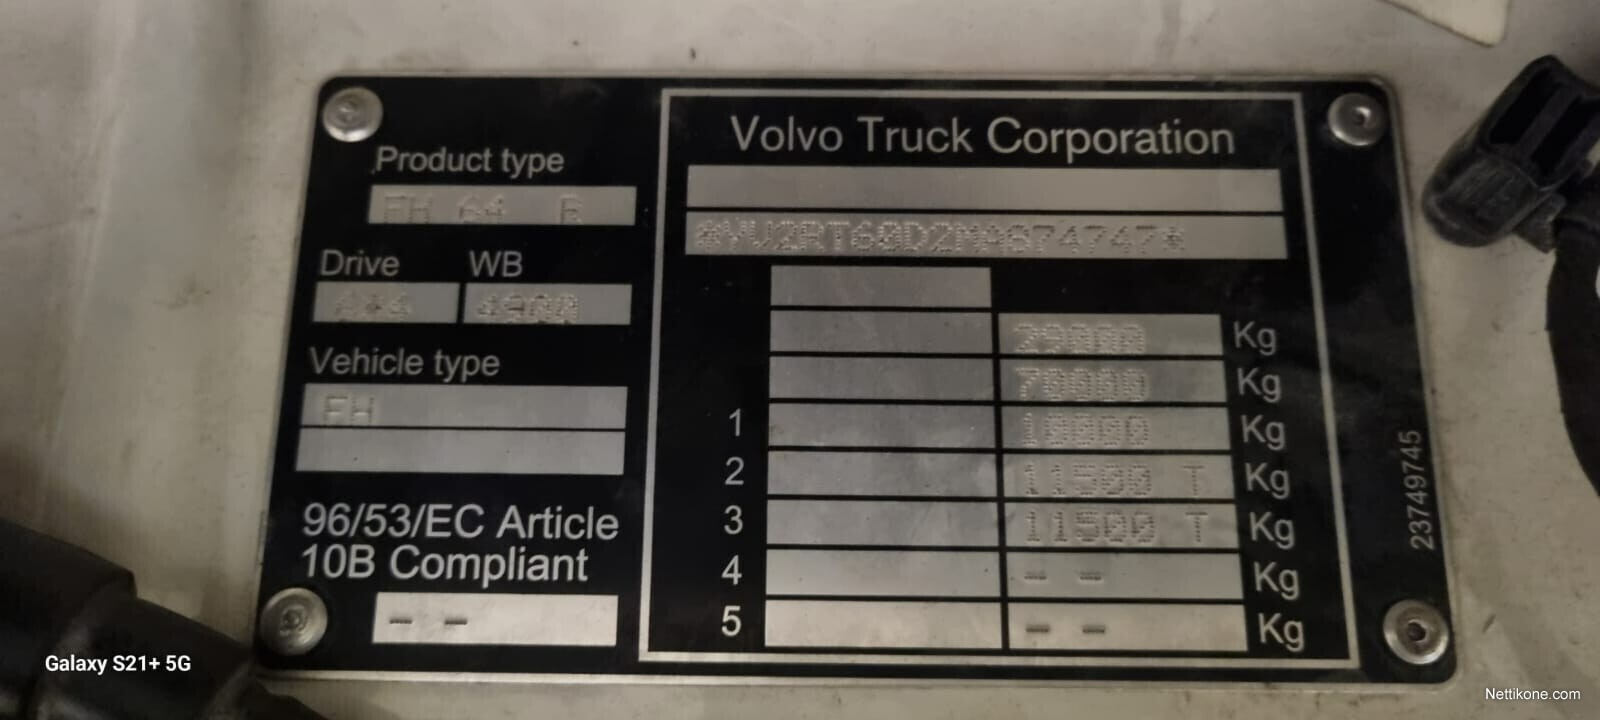 Product type
FH 64 R
Drive WB
4900
Vehicle type
FH
96/53/EC Article
10B Compliant
- -
Volvo Truck Corporation
*YV2RT60D2MA874747*
29000 Kg
70000 Kg
1 10000 Kg
2 11500 T Kg
3 11500 T Kg
4 - - Kg
5 - - Kg
23749745
Galaxy S21+ 5G
Nettikone.com